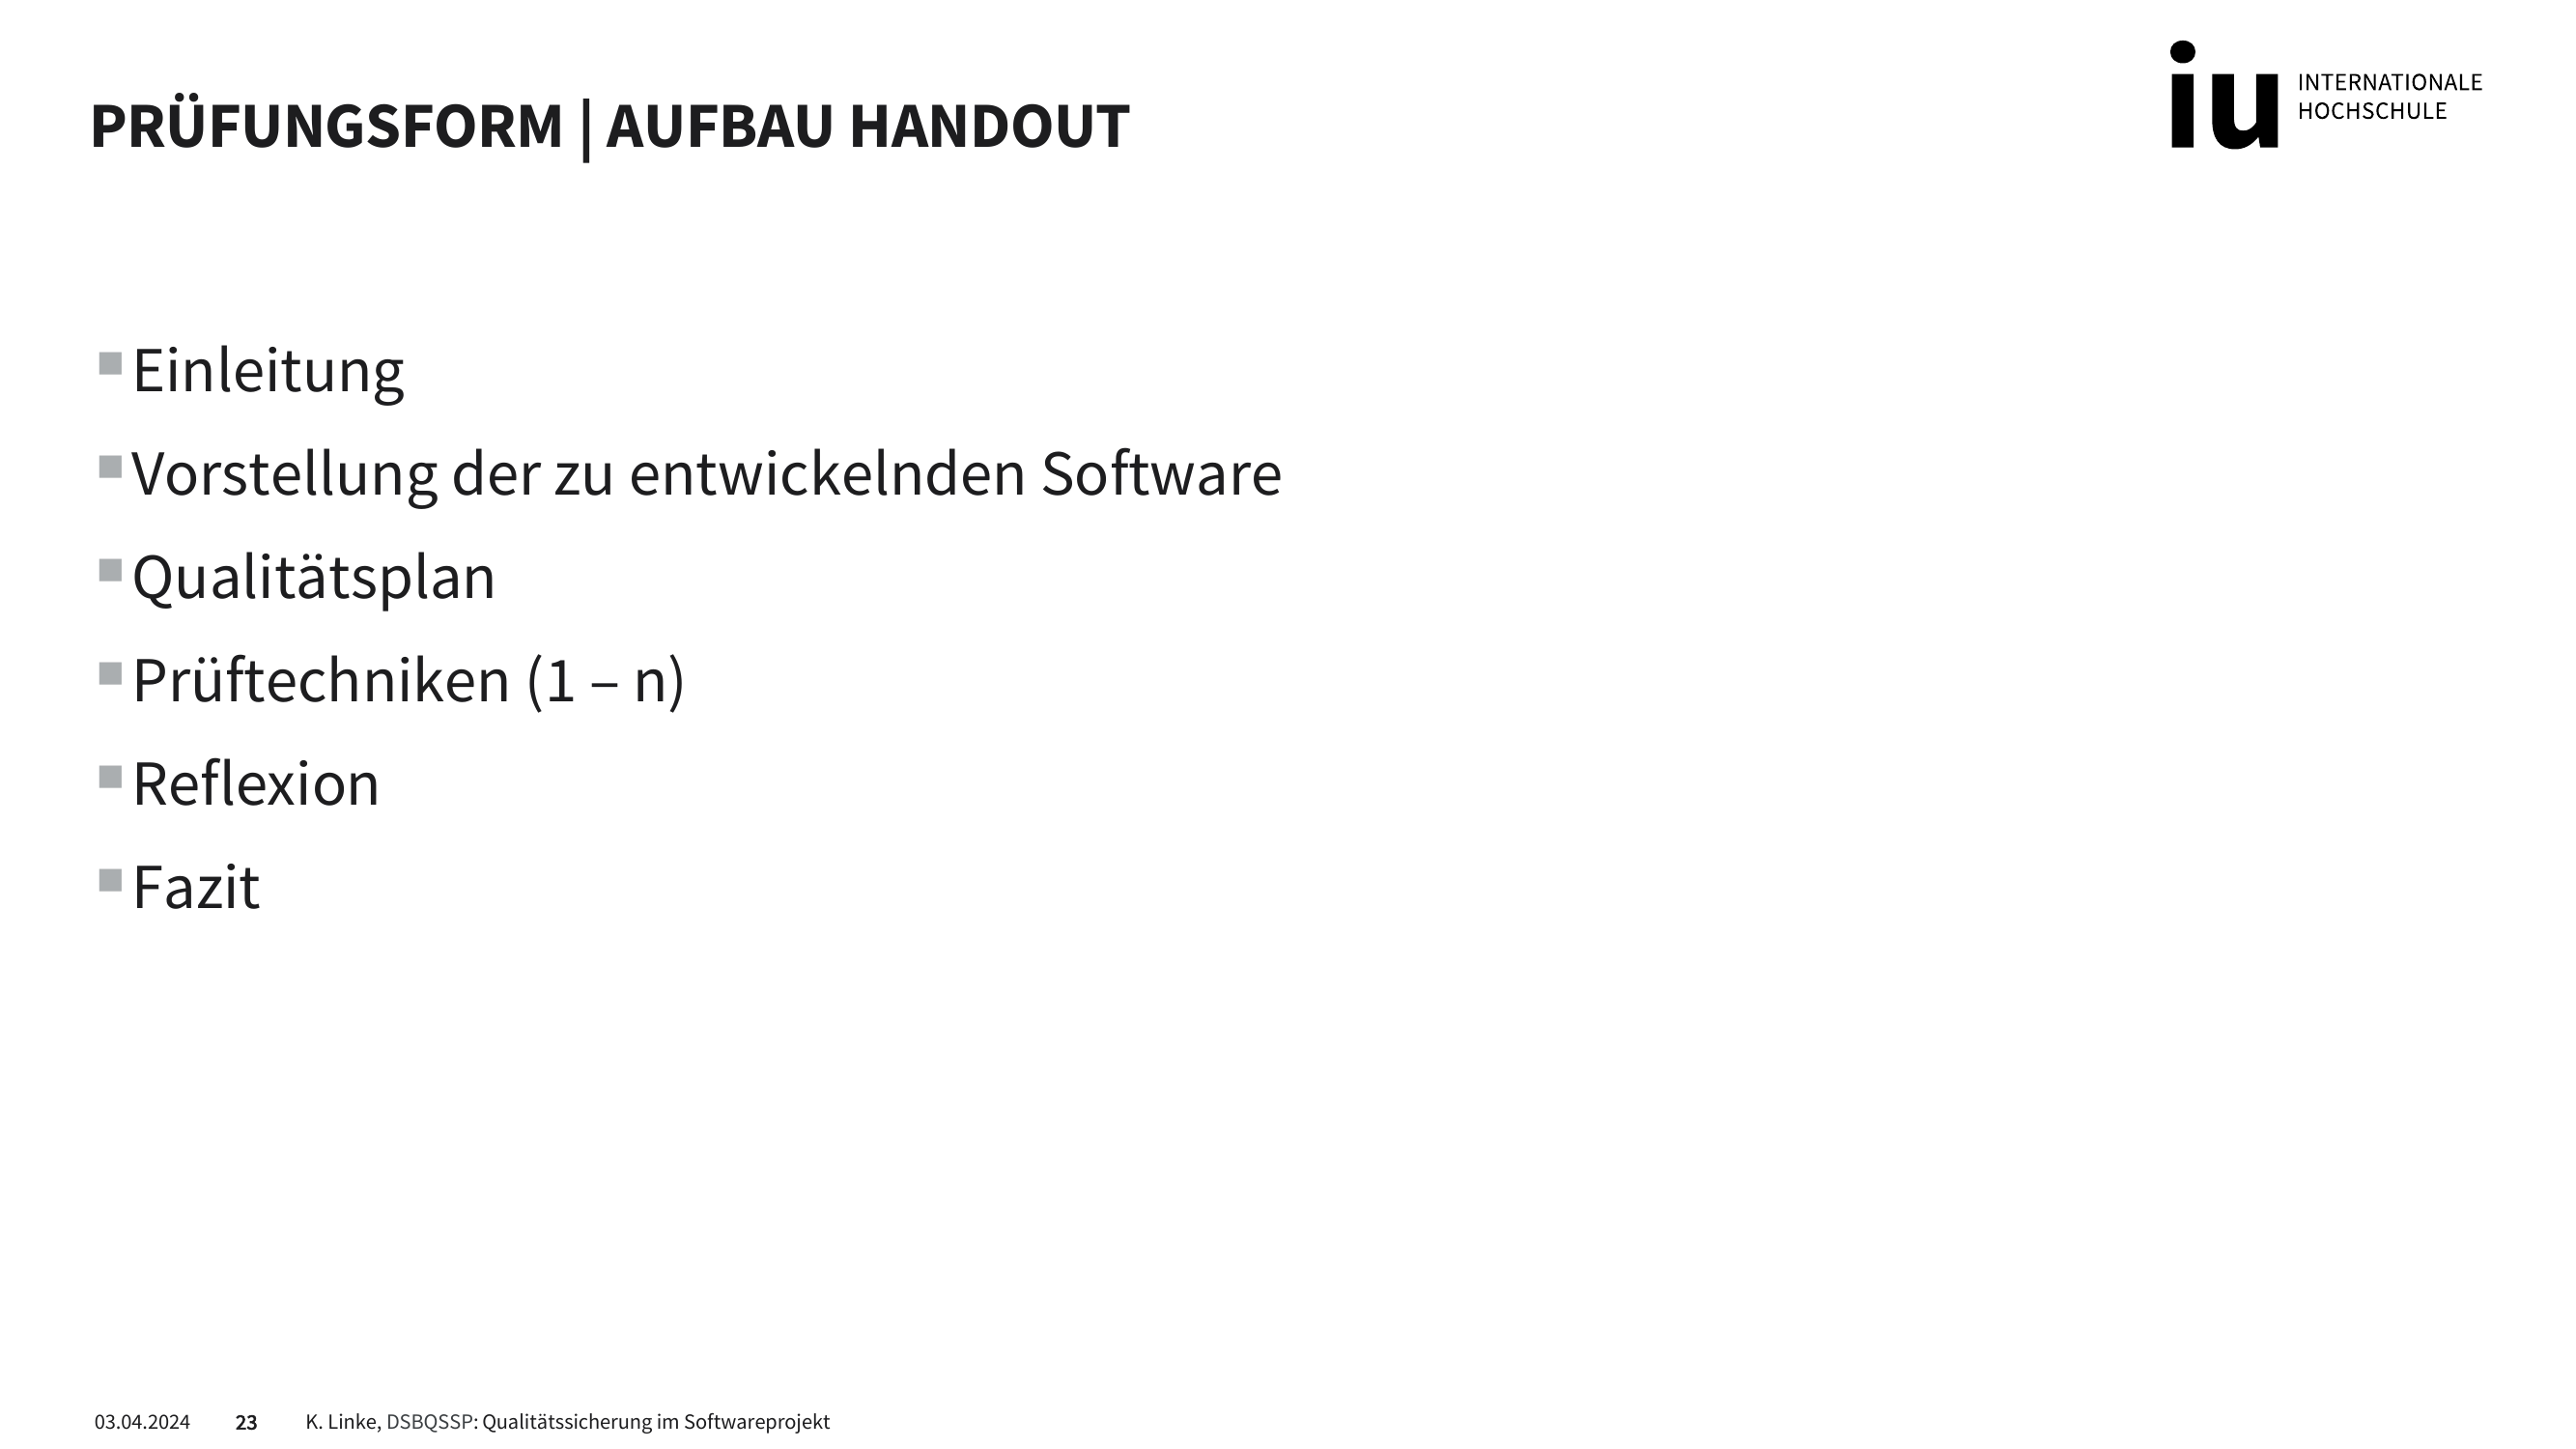 PRÜFUNGSFORM | AUFBAU HANDOUT
iu INTERNATIONALE
HOCHSCHULE
Einleitung
Vorstellung der zu entwickelnden Software
Qualitätsplan
Prüftechniken (1 – n)
Reflexion
Fazit
03.04.2024 23 K. Linke, DSBQSSP: Qualitätssicherung im Softwareprojekt